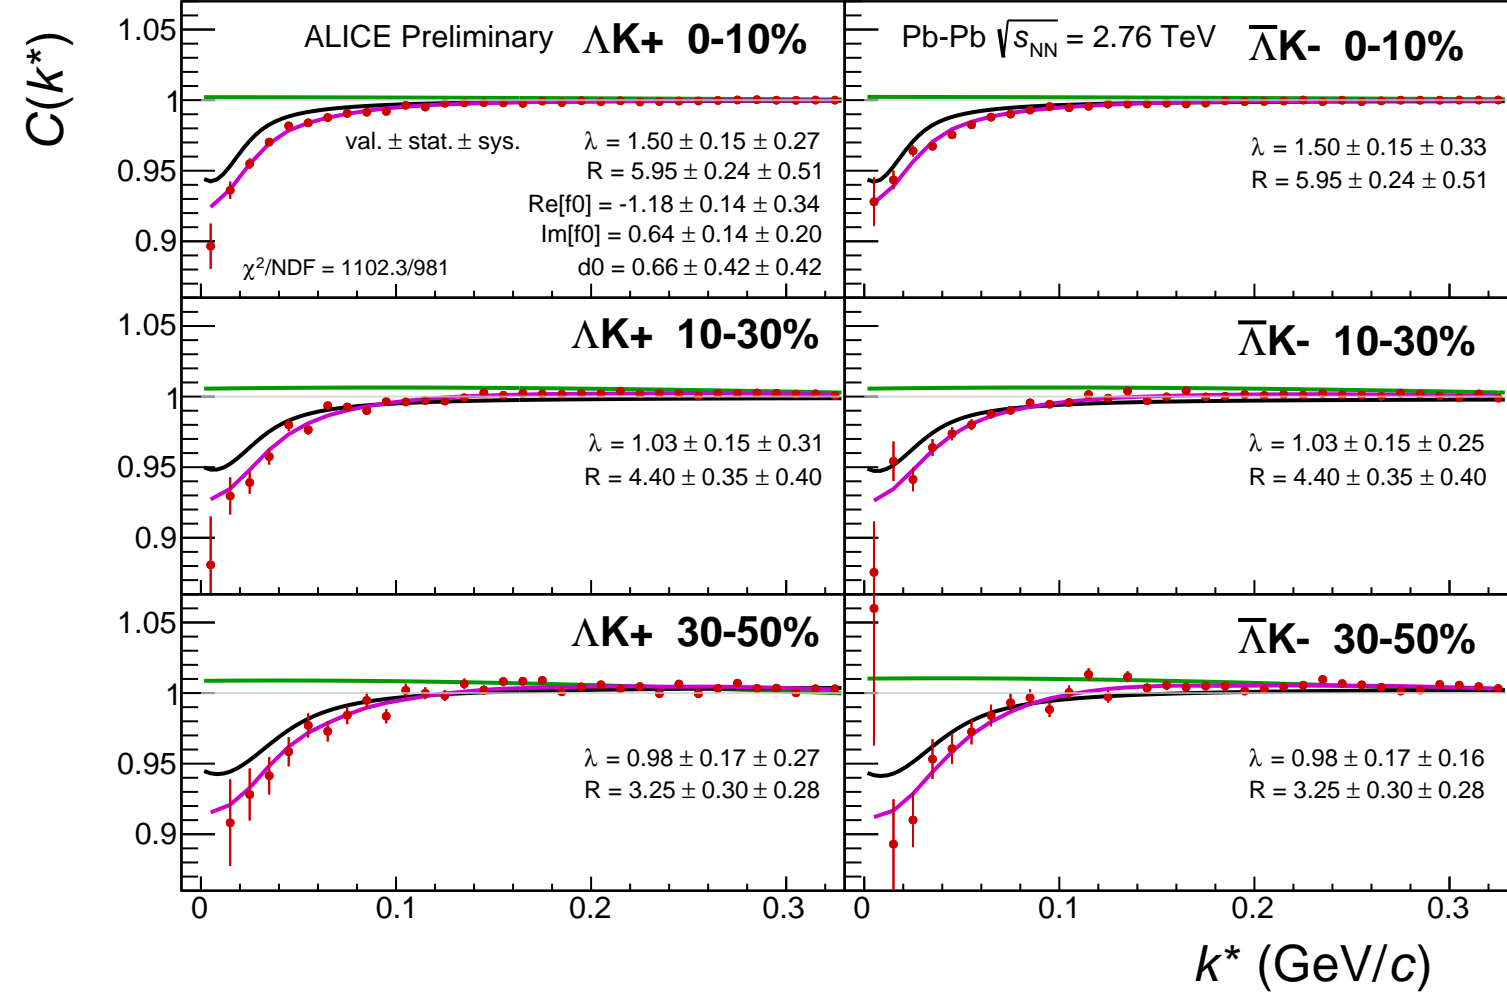 C(k*)
ALICE Preliminary ΛK+ 0-10%
val. ± stat. ± sys.
λ = 1.50 ± 0.15 ± 0.27
R = 5.95 ± 0.24 ± 0.51
Re[f0] = -1.18 ± 0.14 ± 0.34
Im[f0] = 0.64 ± 0.14 ± 0.20
χ²/NDF = 1102.3/981
d0 = 0.66 ± 0.42 ± 0.42
1.05
1
0.95
0.9
Pb-Pb √s_NN = 2.76 TeV Λ̅K- 0-10%
λ = 1.50 ± 0.15 ± 0.33
R = 5.95 ± 0.24 ± 0.51
ΛK+ 10-30%
λ = 1.03 ± 0.15 ± 0.31
R = 4.40 ± 0.35 ± 0.40
1.05
1
0.95
0.9
Λ̅K- 10-30%
λ = 1.03 ± 0.15 ± 0.25
R = 4.40 ± 0.35 ± 0.40
ΛK+ 30-50%
λ = 0.98 ± 0.17 ± 0.27
R = 3.25 ± 0.30 ± 0.28
1.05
1
0.95
0.9
Λ̅K- 30-50%
λ = 0.98 ± 0.17 ± 0.16
R = 3.25 ± 0.30 ± 0.28
0 0.1 0.2 0.3
0 0.1 0.2 0.3
k* (GeV/c)